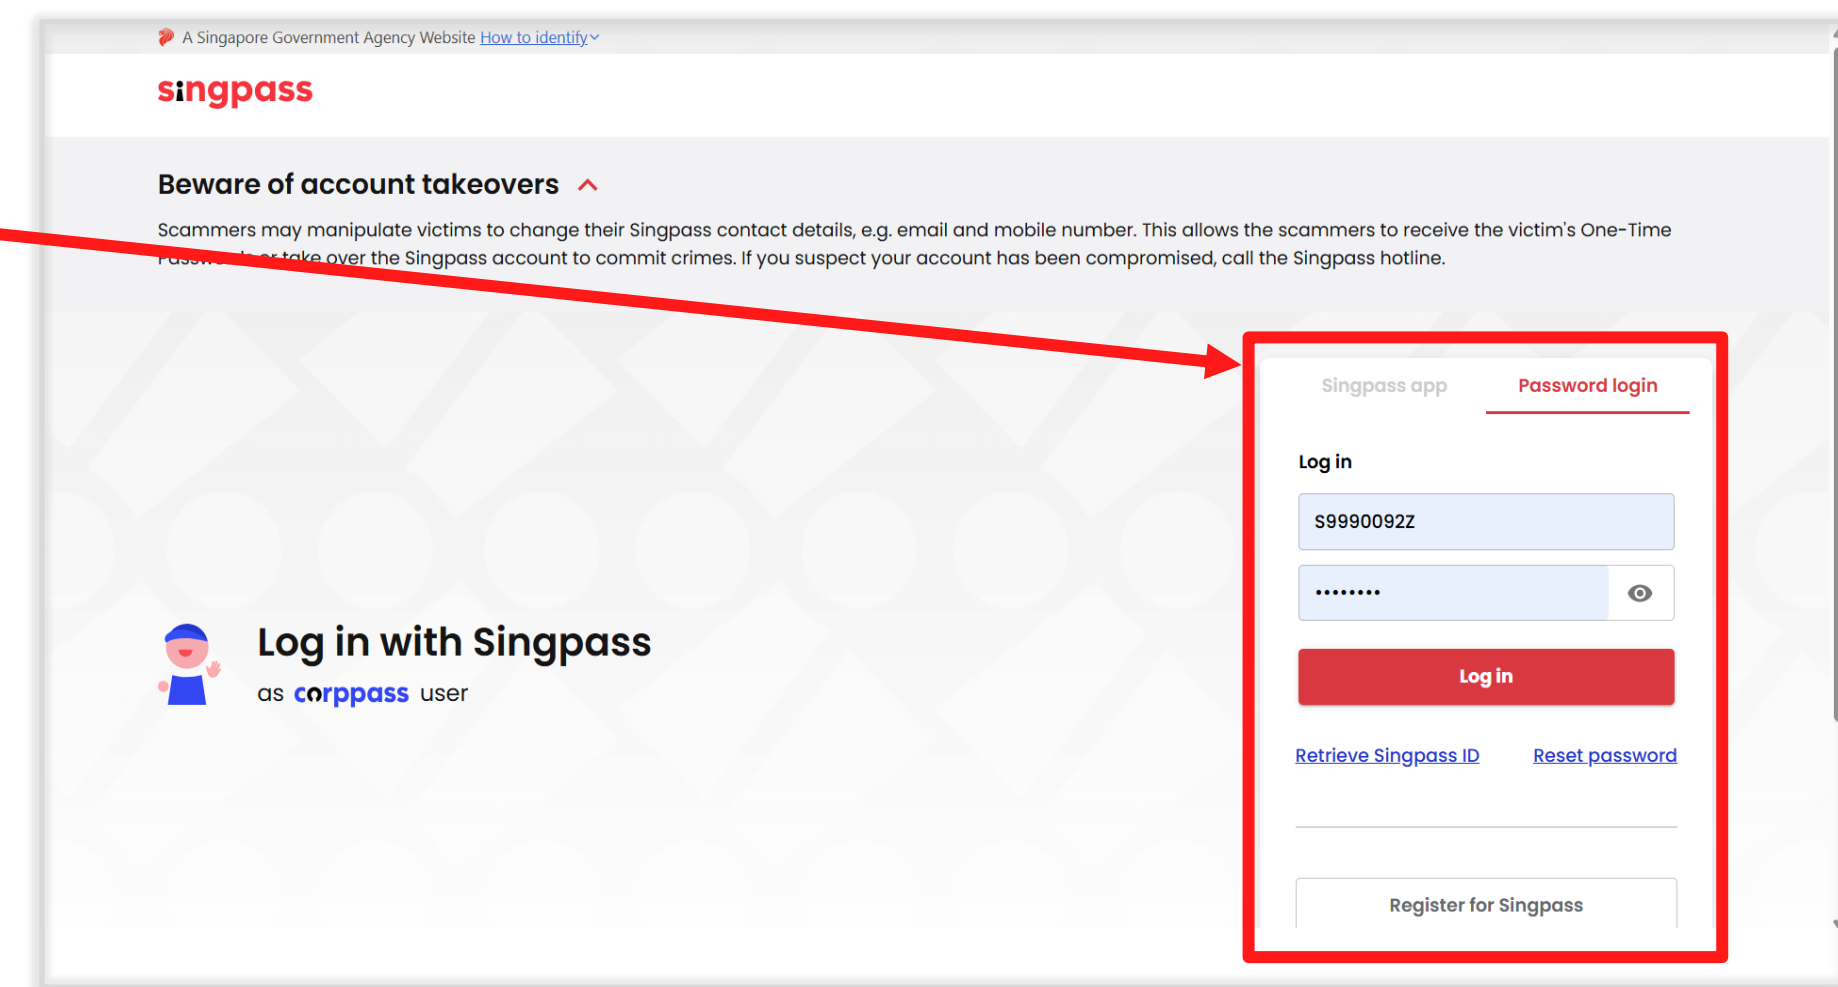 A Singapore Government Agency Website How to identify
singpass
Beware of account takeovers
Scammers may manipulate victims to change their Singpass contact details, e.g. email and mobile number. This allows the scammers to receive the victim's One-Time
or take over the Singpass account to commit crimes. If you suspect your account has been compromised, call the Singpass hotline.
Singpass app
Password login
Log in
S9990092Z
••••••••
Log in with Singpass
as corppass user
Log in
Retrieve Singpass ID
Reset password
Register for Singpass